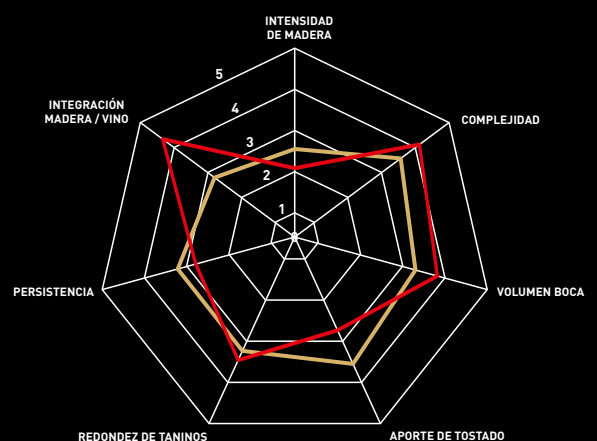 INTENSIDAD
DE MADERA
5
INTEGRACIÓN
MADERA / VINO
4
COMPLEJIDAD
3
2
1
0
PERSISTENCIA
VOLUMEN BOCA
REDONDEZ DE TANINOS
APORTE DE TOSTADO